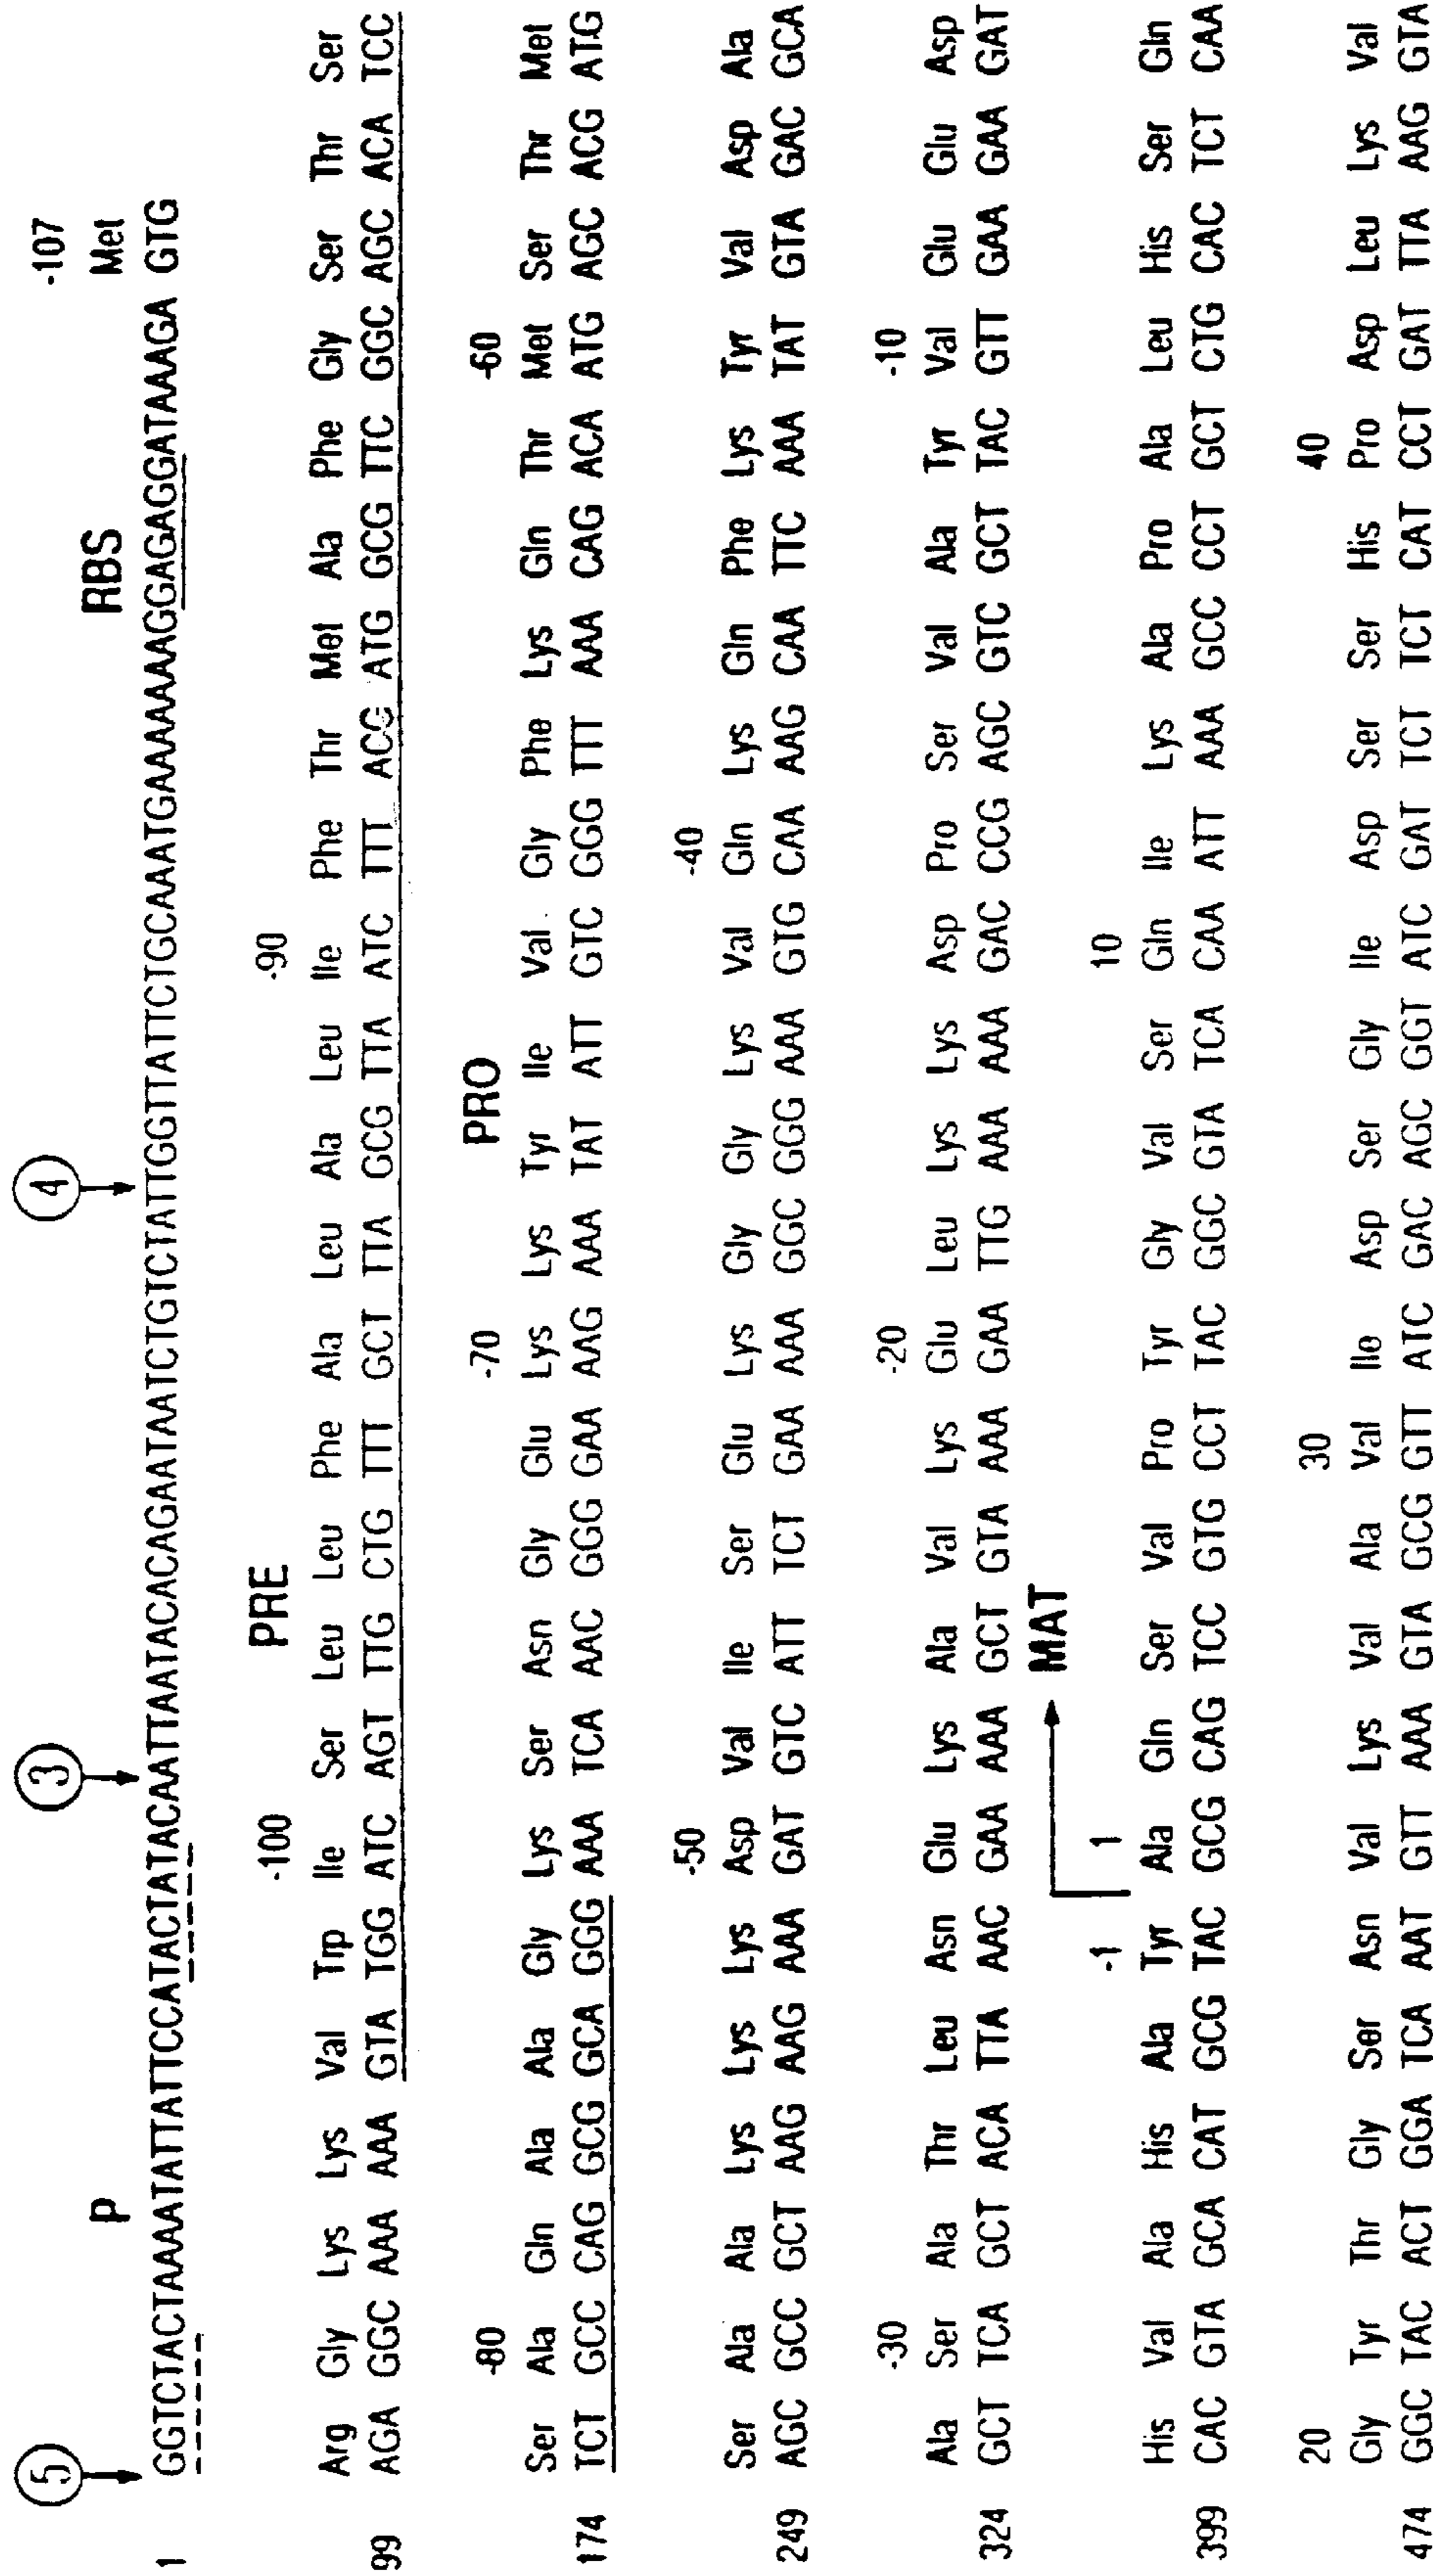 5 3 4 -107
P RBS Met
1 GGTCTACTAAAATATTATTCCATACTATACAATTAATACACAGAATAATCTGTCTATTGGTTATTCTGCAAATGAAAAAAAGGAGAGGATAAAGA GTG
-100 PRE -90
Arg Gly Lys Lys Val Trp Ile Ser Leu Leu Phe Ala Leu Ala Leu Ile Phe Thr Met Ala Phe Gly Ser Thr Ser
99 AGA GGC AAA AAA GTA TGG ATC AGT TTG CTG TTT GCT TTA GCG TTA ATC TTT ACG ATG GCG TTC GGC AGC ACA TCC
-80 -70 PRO -60
Ser Ala Gln Ala Ala Gly Lys Ser Asn Gly Glu Lys Lys Tyr Ile Val Gly Phe Lys Gln Thr Met Ser Thr Met
174 TCT GCC CAG GCG GCA GGG AAA TCA AAC GGG GAA AAG AAA TAT ATT GTC GGG TTT AAA CAG ACA ATG AGC ACG ATG
-50 -40
Ser Ala Ala Lys Lys Lys Asp Val Ile Ser Glu Lys Gly Gly Lys Val Gln Lys Gln Phe Lys Tyr Val Asp Ala
249 AGC GCC GCT AAG AAG AAA GAT GTC ATT TCT GAA AAA GGC GGG AAA GTG CAA AAG CAA TTC AAA TAT GTA GAC GCA
-30 -20 -10
Ala Ser Ala Thr Leu Asn Glu Lys Ala Val Lys Glu Leu Lys Lys Asp Pro Ser Val Ala Tyr Val Glu Glu Asp
324 GCT TCA GCT ACA TTA AAC GAA AAA GCT GTA AAA GAA TTG AAA AAA GAC CCG AGC GTC GCT TAC GTT GAA GAA GAT
MAT
-1 1 10
His Val Ala His Ala Tyr Ala Gln Ser Val Pro Tyr Gly Val Ser Gln Ile Lys Ala Pro Ala Leu His Ser Gln
399 CAC GTA GCA CAT GCG TAC GCG CAG TCC GTG CCT TAC GGC GTA TCA CAA ATT AAA GCC CCT GCT CTG CAC TCT CAA
20 30 40
Gly Tyr Thr Gly Ser Asn Val Lys Val Ala Val Ile Asp Ser Gly Ile Asp Ser Ser His Pro Asp Leu Lys Val
474 GGC TAC ACT GGA TCA AAT GTT AAA GTA GCG GTT ATC GAC AGC GGT ATC GAT TCT TCT CAT CCT GAT TTA AAG GTA